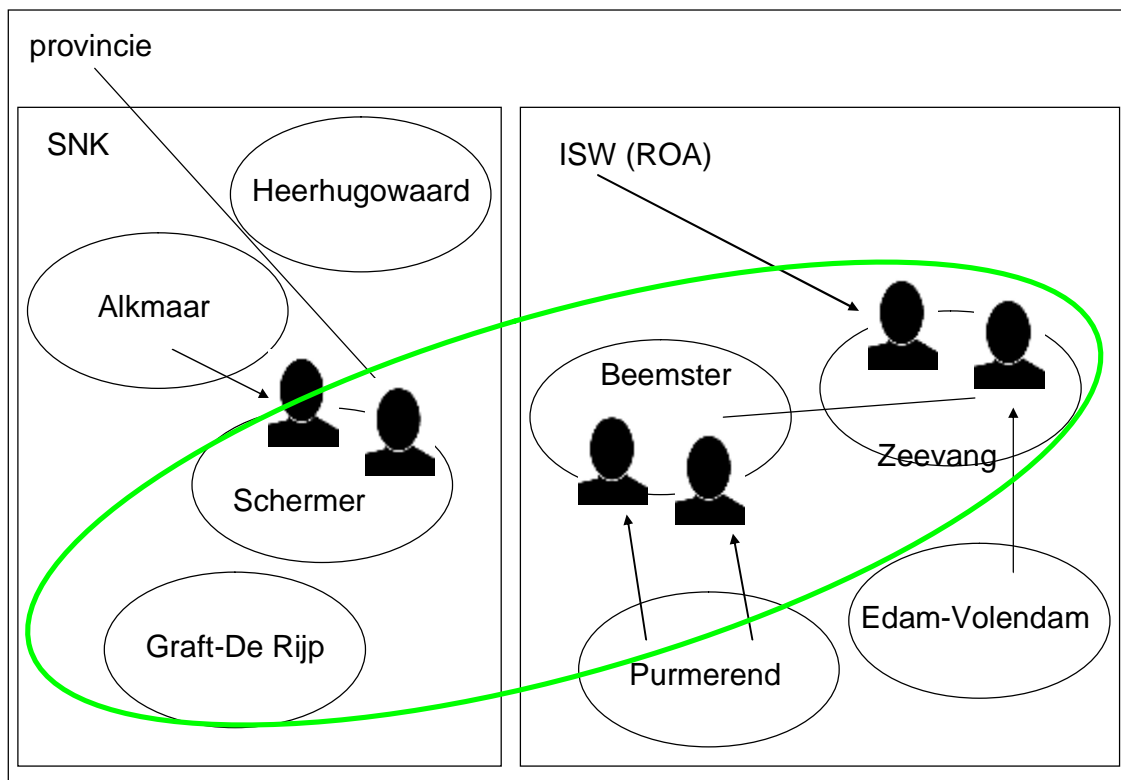 provincie
SNK
Heerhugowaard
Alkmaar
Schermer
Graft-De Rijp
ISW (ROA)
Beemster
Zeevang
Edam-Volendam
Purmerend